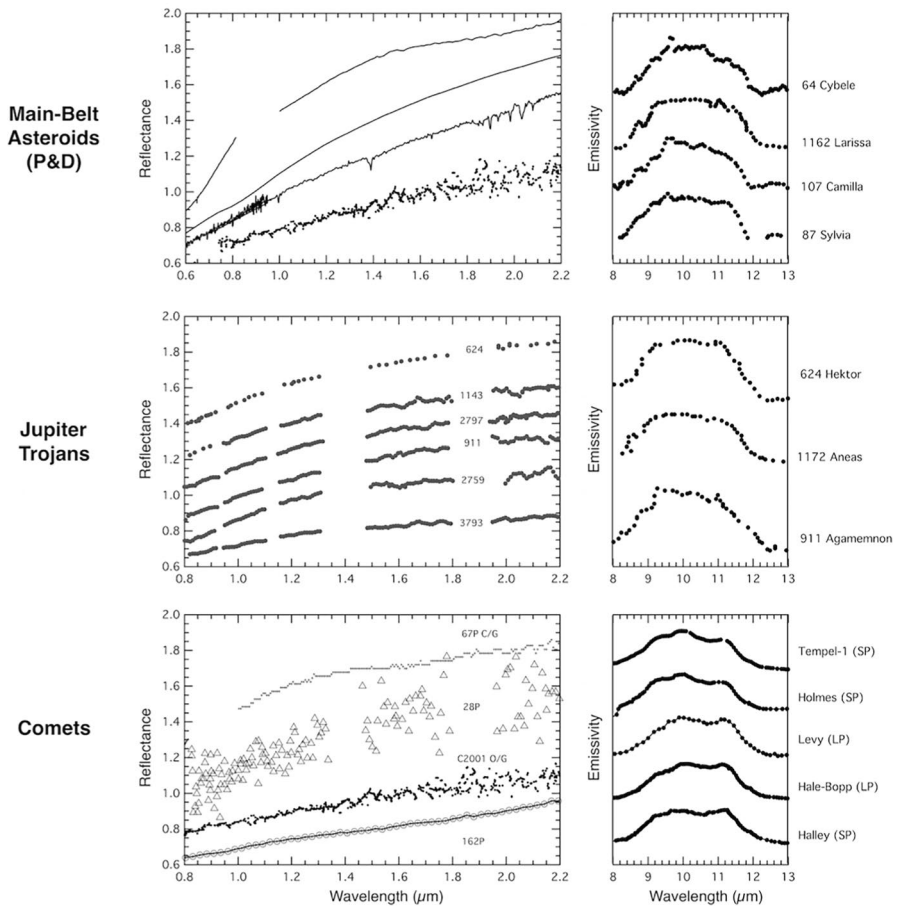 Main-Belt
Asteroids
(P&D)
Reflectance
2.0
1.8
1.6
1.4
1.2
1.0
0.8
0.6
0.6 0.8 1.0 1.2 1.4 1.6 1.8 2.0 2.2
Emissivity
64 Cybele
1162 Larissa
107 Camilla
87 Sylvia
8 9 10 11 12 13
Jupiter
Trojans
Reflectance
2.0
1.8
1.6
1.4
1.2
1.0
0.8
0.6
624
1143
2797
911
2759
3793
0.8 1.0 1.2 1.4 1.6 1.8 2.0 2.2
Emissivity
624 Hektor
1172 Aneas
911 Agamemnon
8 9 10 11 12 13
Comets
Reflectance
2.0
1.8
1.6
1.4
1.2
1.0
0.8
0.6
67P C/G
28P
C2001 O/G
162P
0.8 1.0 1.2 1.4 1.6 1.8 2.0 2.2
Wavelength (μm)
Emissivity
Tempel-1 (SP)
Holmes (SP)
Levy (LP)
Hale-Bopp (LP)
Halley (SP)
8 9 10 11 12 13
Wavelength (μm)